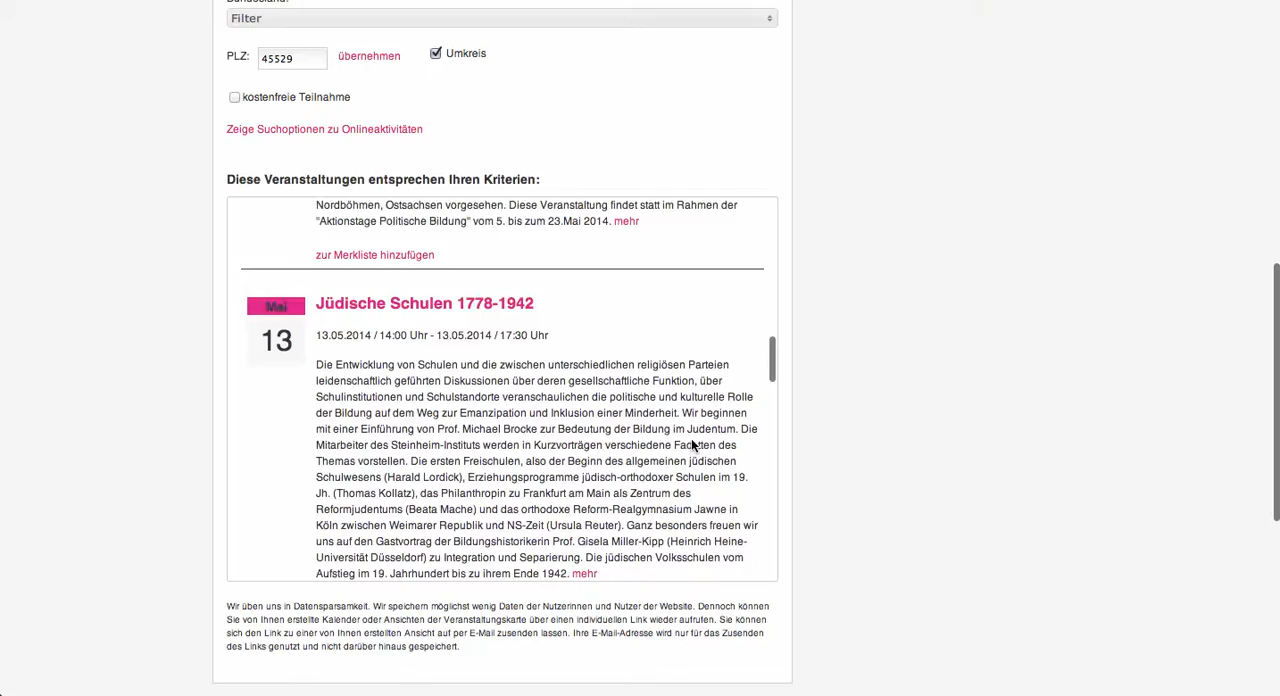 Bundesland:
Filter
PLZ: 45529 übernehmen Umkreis
kostenfreie Teilnahme
Zeige Suchoptionen zu Onlineaktivitäten
Diese Veranstaltungen entsprechen Ihren Kriterien:
Nordböhmen, Ostsachsen vorgesehen. Diese Veranstaltung findet statt im Rahmen der
"Aktionstage Politische Bildung" vom 5. bis zum 23.Mai 2014. mehr
zur Merkliste hinzufügen
Mai
13
Jüdische Schulen 1778-1942
13.05.2014 / 14:00 Uhr - 13.05.2014 / 17:30 Uhr
Die Entwicklung von Schulen und die zwischen unterschiedlichen religiösen Parteien
leidenschaftlich geführten Diskussionen über deren gesellschaftliche Funktion, über
Schulinstitutionen und Schulstandorte veranschaulichen die politische und kulturelle Rolle
der Bildung auf dem Weg zur Emanzipation und Inklusion einer Minderheit. Wir beginnen
mit einer Einführung von Prof. Michael Brocke zur Bedeutung der Bildung im Judentum. Die
Mitarbeiter des Steinheim-Instituts werden in Kurzvorträgen verschiedene Facetten des
Themas vorstellen. Die ersten Freischulen, also der Beginn des allgemeinen jüdischen
Schulwesens (Harald Lordick), Erziehungsprogramme jüdisch-orthodoxer Schulen im 19.
Jh. (Thomas Kollatz), das Philanthropin zu Frankfurt am Main als Zentrum des
Reformjudentums (Beata Mache) und das orthodoxe Reform-Realgymnasium Jawne in
Köln zwischen Weimarer Republik und NS-Zeit (Ursula Reuter). Ganz besonders freuen wir
uns auf den Gastvortrag der Bildungshistorikerin Prof. Gisela Miller-Kipp (Heinrich Heine-
Universität Düsseldorf) zu Integration und Separierung. Die jüdischen Volksschulen vom
Aufstieg im 19. Jahrhundert bis zu ihrem Ende 1942. mehr
Wir üben uns in Datensparsamkeit. Wir speichern möglichst wenig Daten der Nutzerinnen und Nutzer der Website. Dennoch können
Sie von Ihnen erstellte Kalender oder Ansichten der Veranstaltungskarte über einen individuellen Link wieder aufrufen. Sie können
sich den Link zu einer von Ihnen erstellten Ansicht auf per E-Mail zusenden lassen. Ihre E-Mail-Adresse wird nur für das Zusenden
des Links genutzt und nicht darüber hinaus gespeichert.